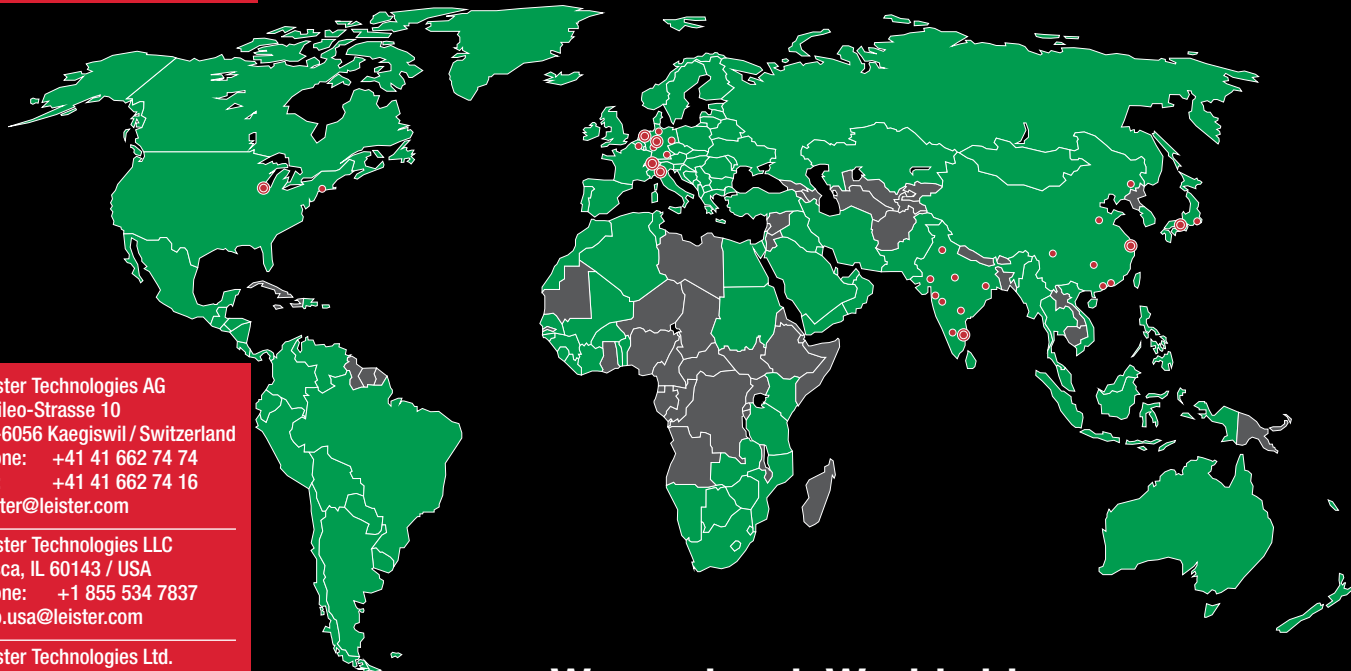 ster Technologies AG
ileo-Strasse 10
-6056 Kaegiswil / Switzerland
one: +41 41 662 74 74
+41 41 662 74 16
ter@leister.com
ster Technologies LLC
sca, IL 60143 / USA
one: +1 855 534 7837
o.usa@leister.com
ster Technologies Ltd.